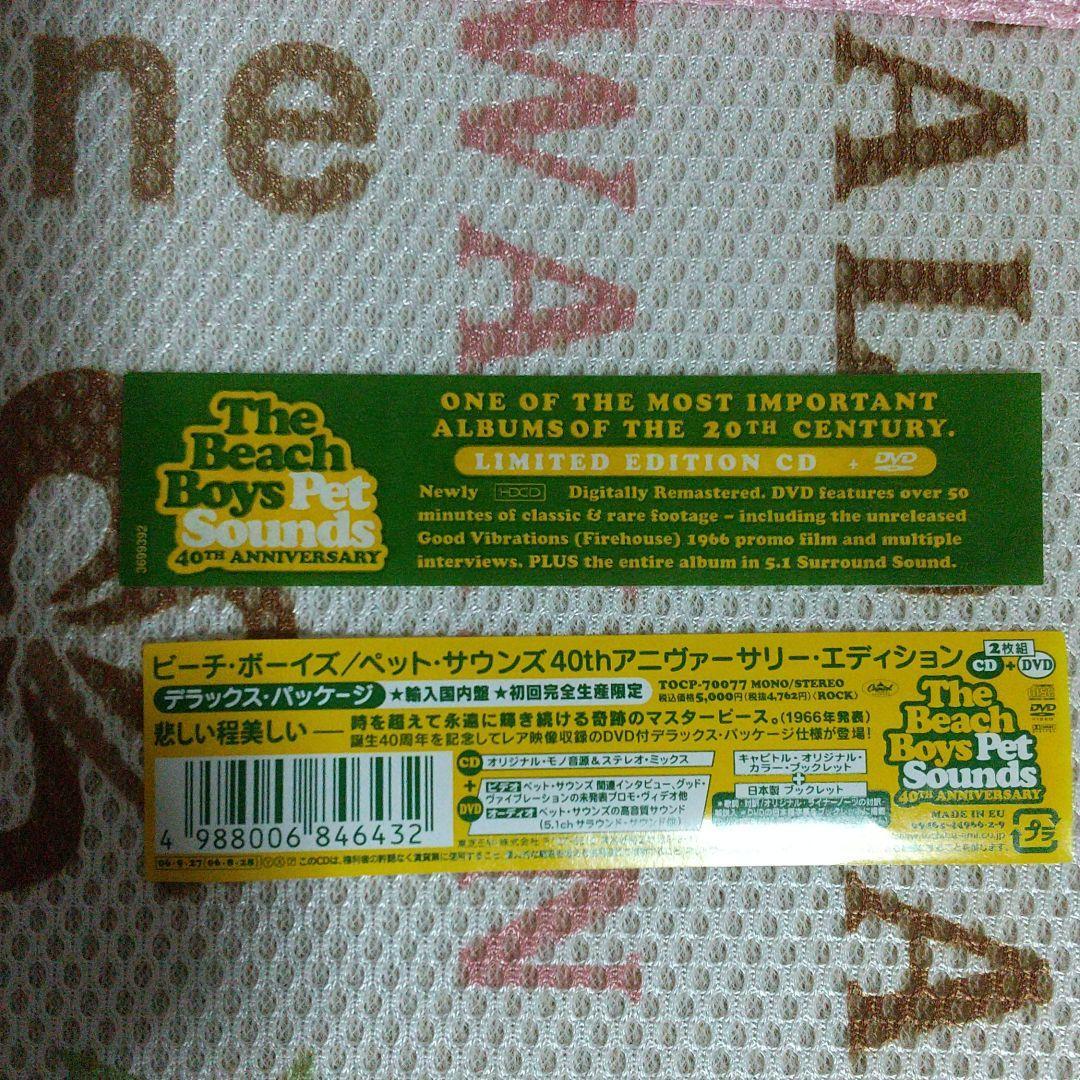 ne
WA
AL
A
The
Beach
Boys Pet
Sounds
40TH ANNIVERSARY
3699392
ONE OF THE MOST IMPORTANT
ALBUMS OF THE 20TH CENTURY.
LIMITED EDITION CD + DVD
Newly HDCD Digitally Remastered. DVD features over 50
minutes of classic & rare footage – including the unreleased
Good Vibrations (Firehouse) 1966 promo film and multiple
interviews. PLUS the entire album in 5.1 Surround Sound.
ビーチ・ボーイズ/ペット・サウンズ40thアニヴァーサリー・エディション
2枚組
CD+DVD
デラックス・パッケージ ★輸入国内盤 ★初回完全生産限定
TOCP-70077 MONO/STEREO
税込価格5,000円(税抜4,762円)〈ROCK〉
Capitol
悲しい程美しい——
時を超えて永遠に輝き続ける奇跡のマスターピース。(1966年発表)
誕生40周年を記念してレア映像収録のDVD付デラックス・パッケージ仕様が登場!
CD オリジナル・モノ音源&ステレオ・ミックス
+
DVD
ビデオ ペット・サウンズ 関連インタビュー、グッド・
ヴァイブレーションの未発表プロモ・ヴィデオ他
オーディオ ペット・サウンズの高音質サウンド
(5.1chサラウンド・サウンド他)
キャピトル・オリジナル・
カラー・ブックレット
+
日本製 ブックレット
The
Beach
Boys Pet
Sounds
40TH ANNIVERSARY
DVD
MADE IN EU
プラ
4 988006 846432
06・9・27(06・8・28)
このCDは、権利者の許諾なく賃貸業に使用すること